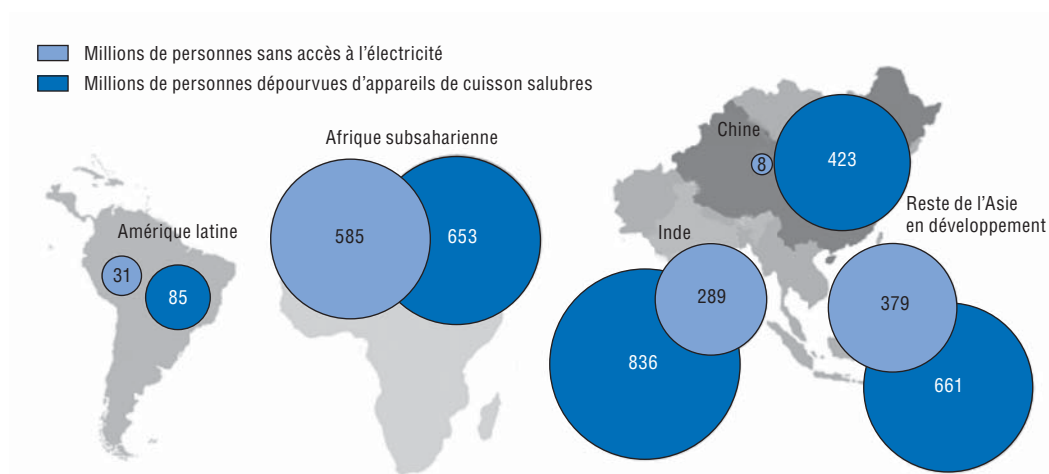 Millions de personnes sans accès à l’électricité
Millions de personnes dépourvues d’appareils de cuisson salubres
Afrique subsaharienne
585
653
Amérique latine
31
85
Chine
8
423
Inde
289
836
Reste de l’Asie
en développement
379
661